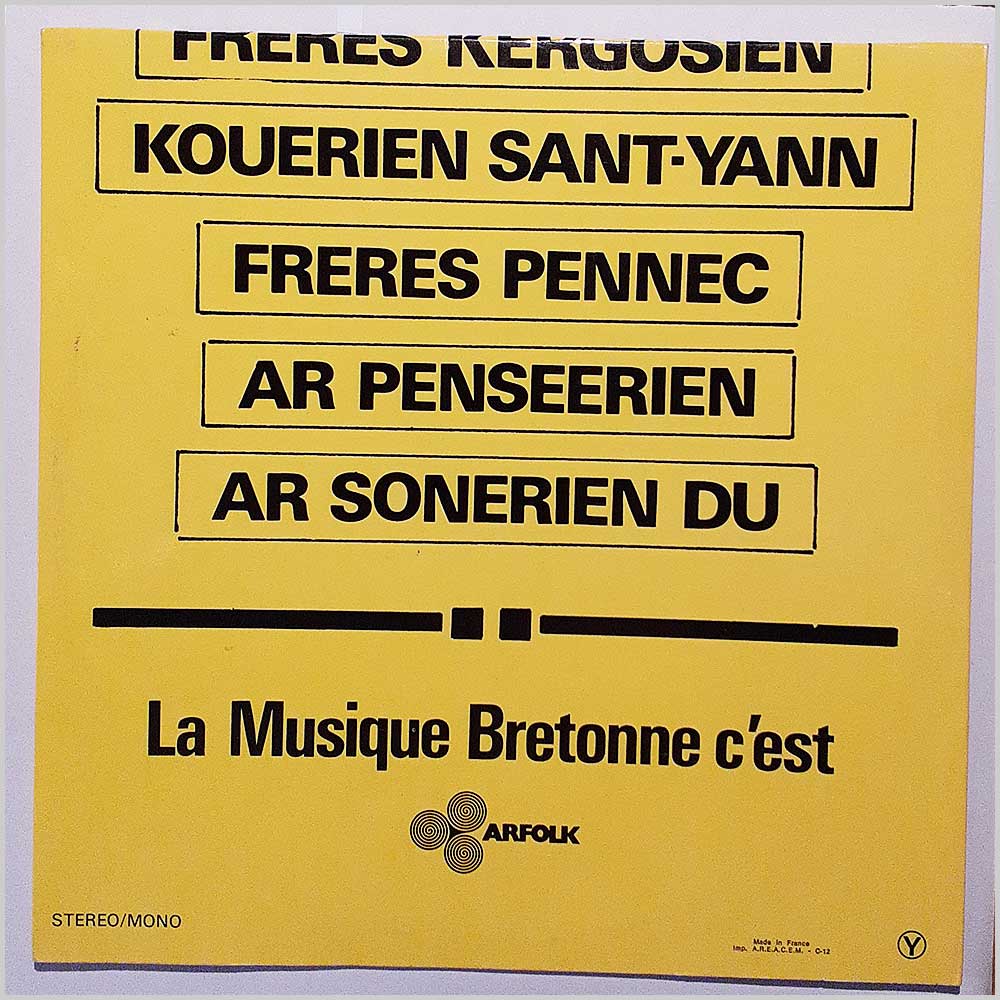 FRERES KERGOSIEN
KOUERIEN SANT-YANN
FRERES PENNEC
AR PENSEERIEN
AR SONERIEN DU
La Musique Bretonne c'est
ARFOLK
STEREO/MONO
Made in France
Imp. A.R.E.A.C.E.M. - C-12
Y